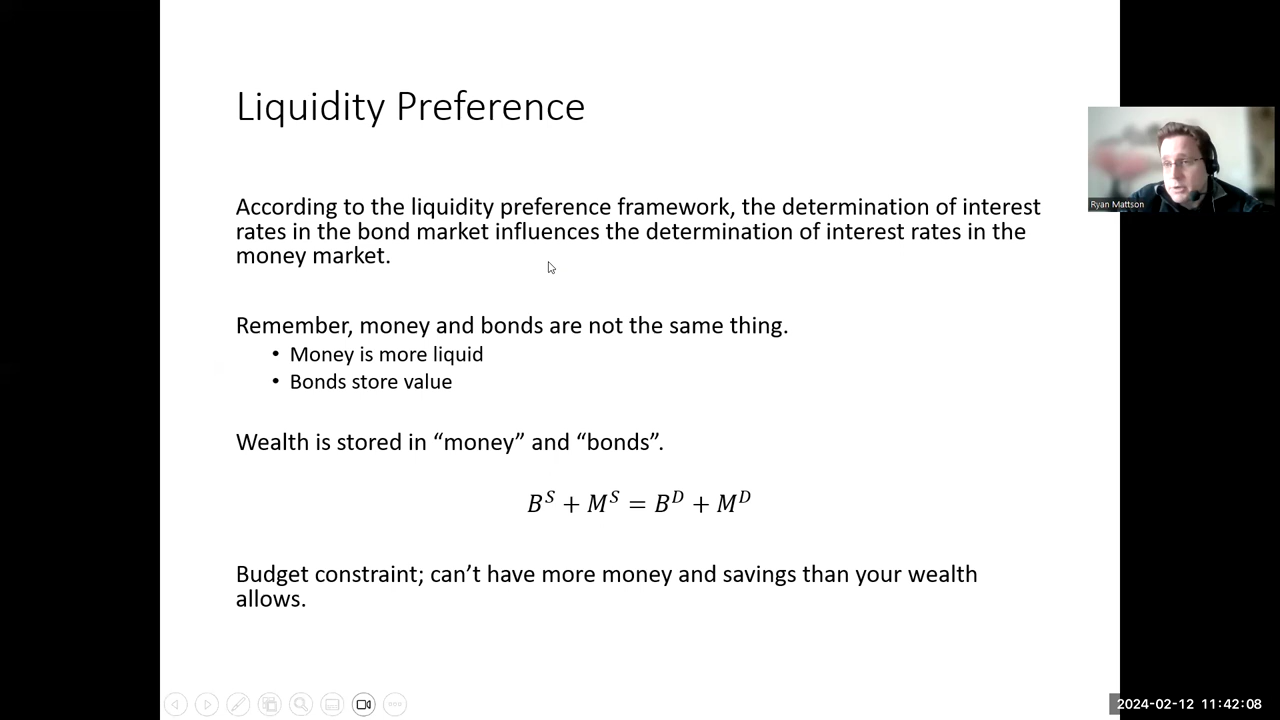 Liquidity Preference
According to the liquidity preference framework, the determination of interest
rates in the bond market influences the determination of interest rates in the
money market.
Ryan Mattson
Remember, money and bonds are not the same thing.
• Money is more liquid
• Bonds store value
Wealth is stored in “money” and “bonds”.
B^S + M^S = B^D + M^D
Budget constraint; can’t have more money and savings than your wealth
allows.
2024-02-12 11:42:08